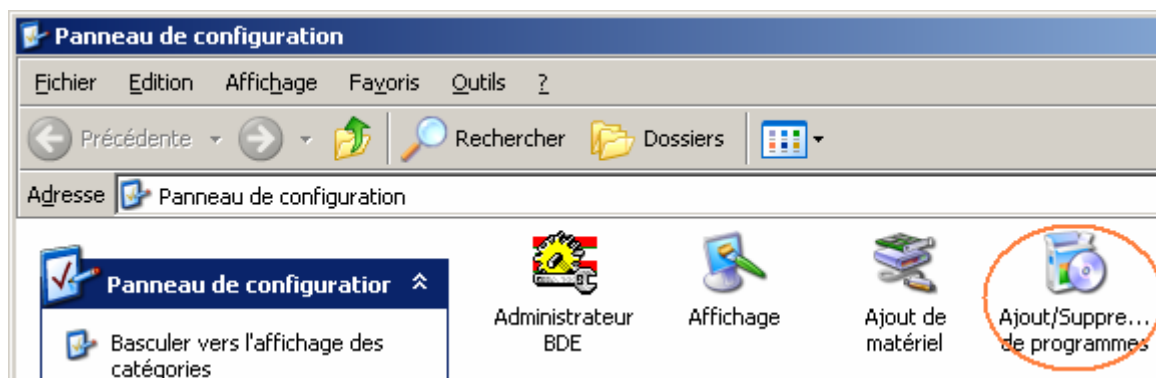 Panneau de configuration
Fichier Edition Affichage Favoris Outils ?
Précédente Rechercher Dossiers
Adresse Panneau de configuration
Panneau de configuratior
Basculer vers l'affichage des
catégories
Administrateur
BDE
Affichage
Ajout de
matériel
Ajout/Suppre...
de programmes